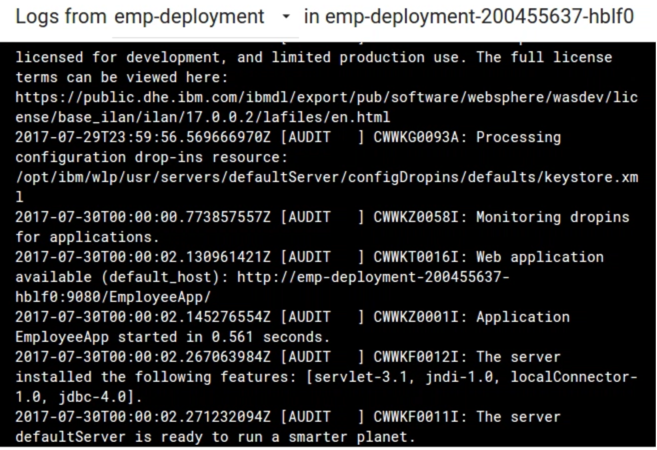 Logs from emp-deployment in emp-deployment-200455637-hblf0
licensed for development, and limited production use. The full license
terms can be viewed here:
https://public.dhe.ibm.com/ibmdl/export/pub/software/websphere/wasdev/lic
ense/base_ilan/ilan/17.0.0.2/lafiles/en.html
2017-07-29T23:59:56.569666970Z [AUDIT   ] CWWKG0093A: Processing
configuration drop-ins resource:
/opt/ibm/wlp/usr/servers/defaultServer/configDropins/defaults/keystore.xm
l
2017-07-30T00:00:00.773857557Z [AUDIT   ] CWWKZ0058I: Monitoring dropins
for applications.
2017-07-30T00:00:02.130961421Z [AUDIT   ] CWWKT0016I: Web application
available (default_host): http://emp-deployment-200455637-
hblf0:9080/EmployeeApp/
2017-07-30T00:00:02.145276554Z [AUDIT   ] CWWKZ0001I: Application
EmployeeApp started in 0.561 seconds.
2017-07-30T00:00:02.267063984Z [AUDIT   ] CWWKF0012I: The server
installed the following features: [servlet-3.1, jndi-1.0, localConnector-
1.0, jdbc-4.0].
2017-07-30T00:00:02.271232094Z [AUDIT   ] CWWKF0011I: The server
defaultServer is ready to run a smarter planet.